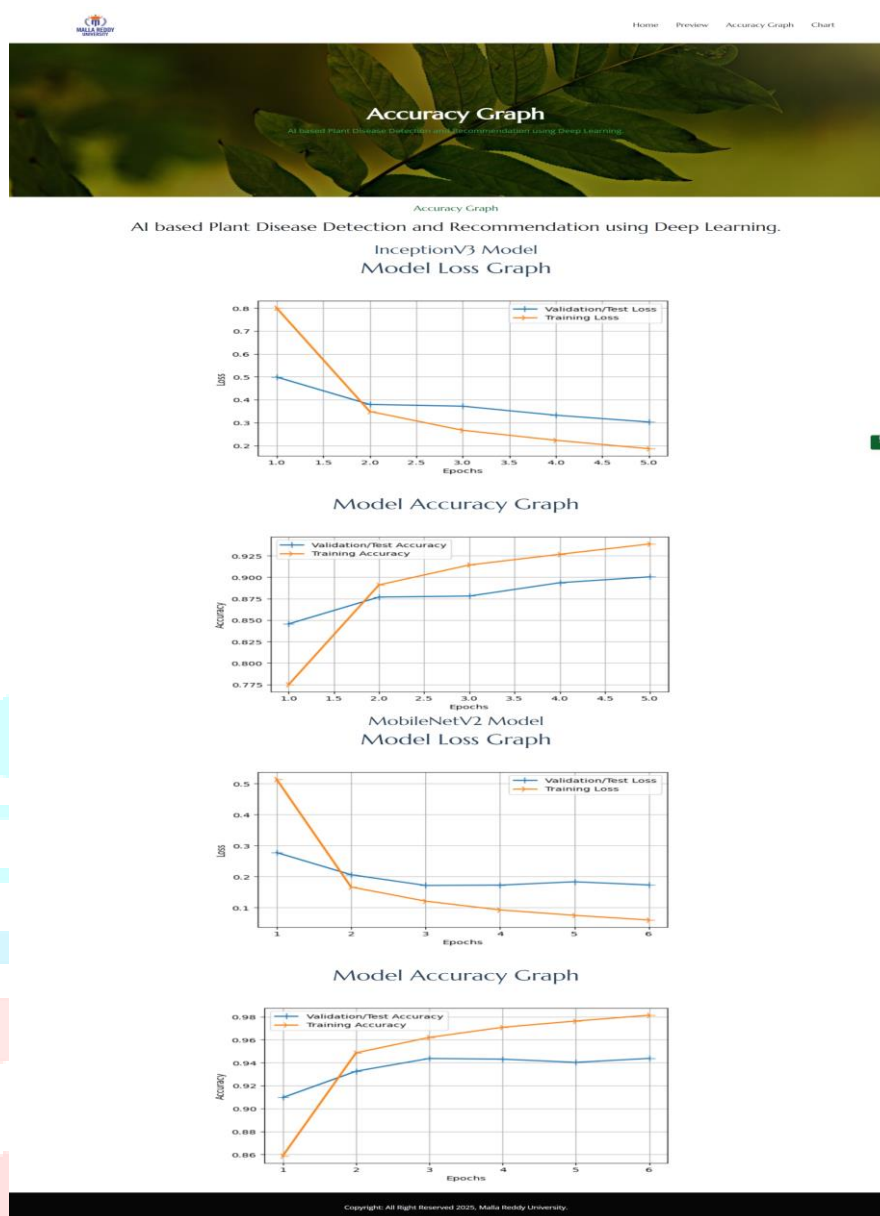 MALLA REDDY
UNIVERSITY
Home Preview Accuracy Graph Chart
Accuracy Graph
AI based Plant Disease Detection and Recommendation uung Deep Learning.
Accuracy Graph
AI based Plant Disease Detection and Recommendation using Deep Learning.
InceptionV3 Model
Model Loss Graph
Validation/Test Loss
Training Loss
0.8
0.7
0.6
0.5
0.4
0.3
0.2
Loss
1.0 1.5 2.0 2.5 3.0 3.5 4.0 4.5 5.0
Epochs
Model Accuracy Graph
Validation/Test Accuracy
Training Accuracy
0.925
0.900
0.875
0.850
0.825
0.800
0.775
Accuracy
1.0 1.5 2.0 2.5 3.0 3.5 4.0 4.5 5.0
Epochs
MobileNetV2 Model
Model Loss Graph
Validation/Test Loss
Training Loss
0.5
0.4
0.3
0.2
0.1
Loss
1 2 3 4 5 6
Epochs
Model Accuracy Graph
Validation/Test Accuracy
Training Accuracy
0.98
0.96
0.94
0.92
0.90
0.88
0.86
Accuracy
1 2 3 4 5 6
Epochs
Copyright: All Right Reserved 2025, Malla Reddy University.